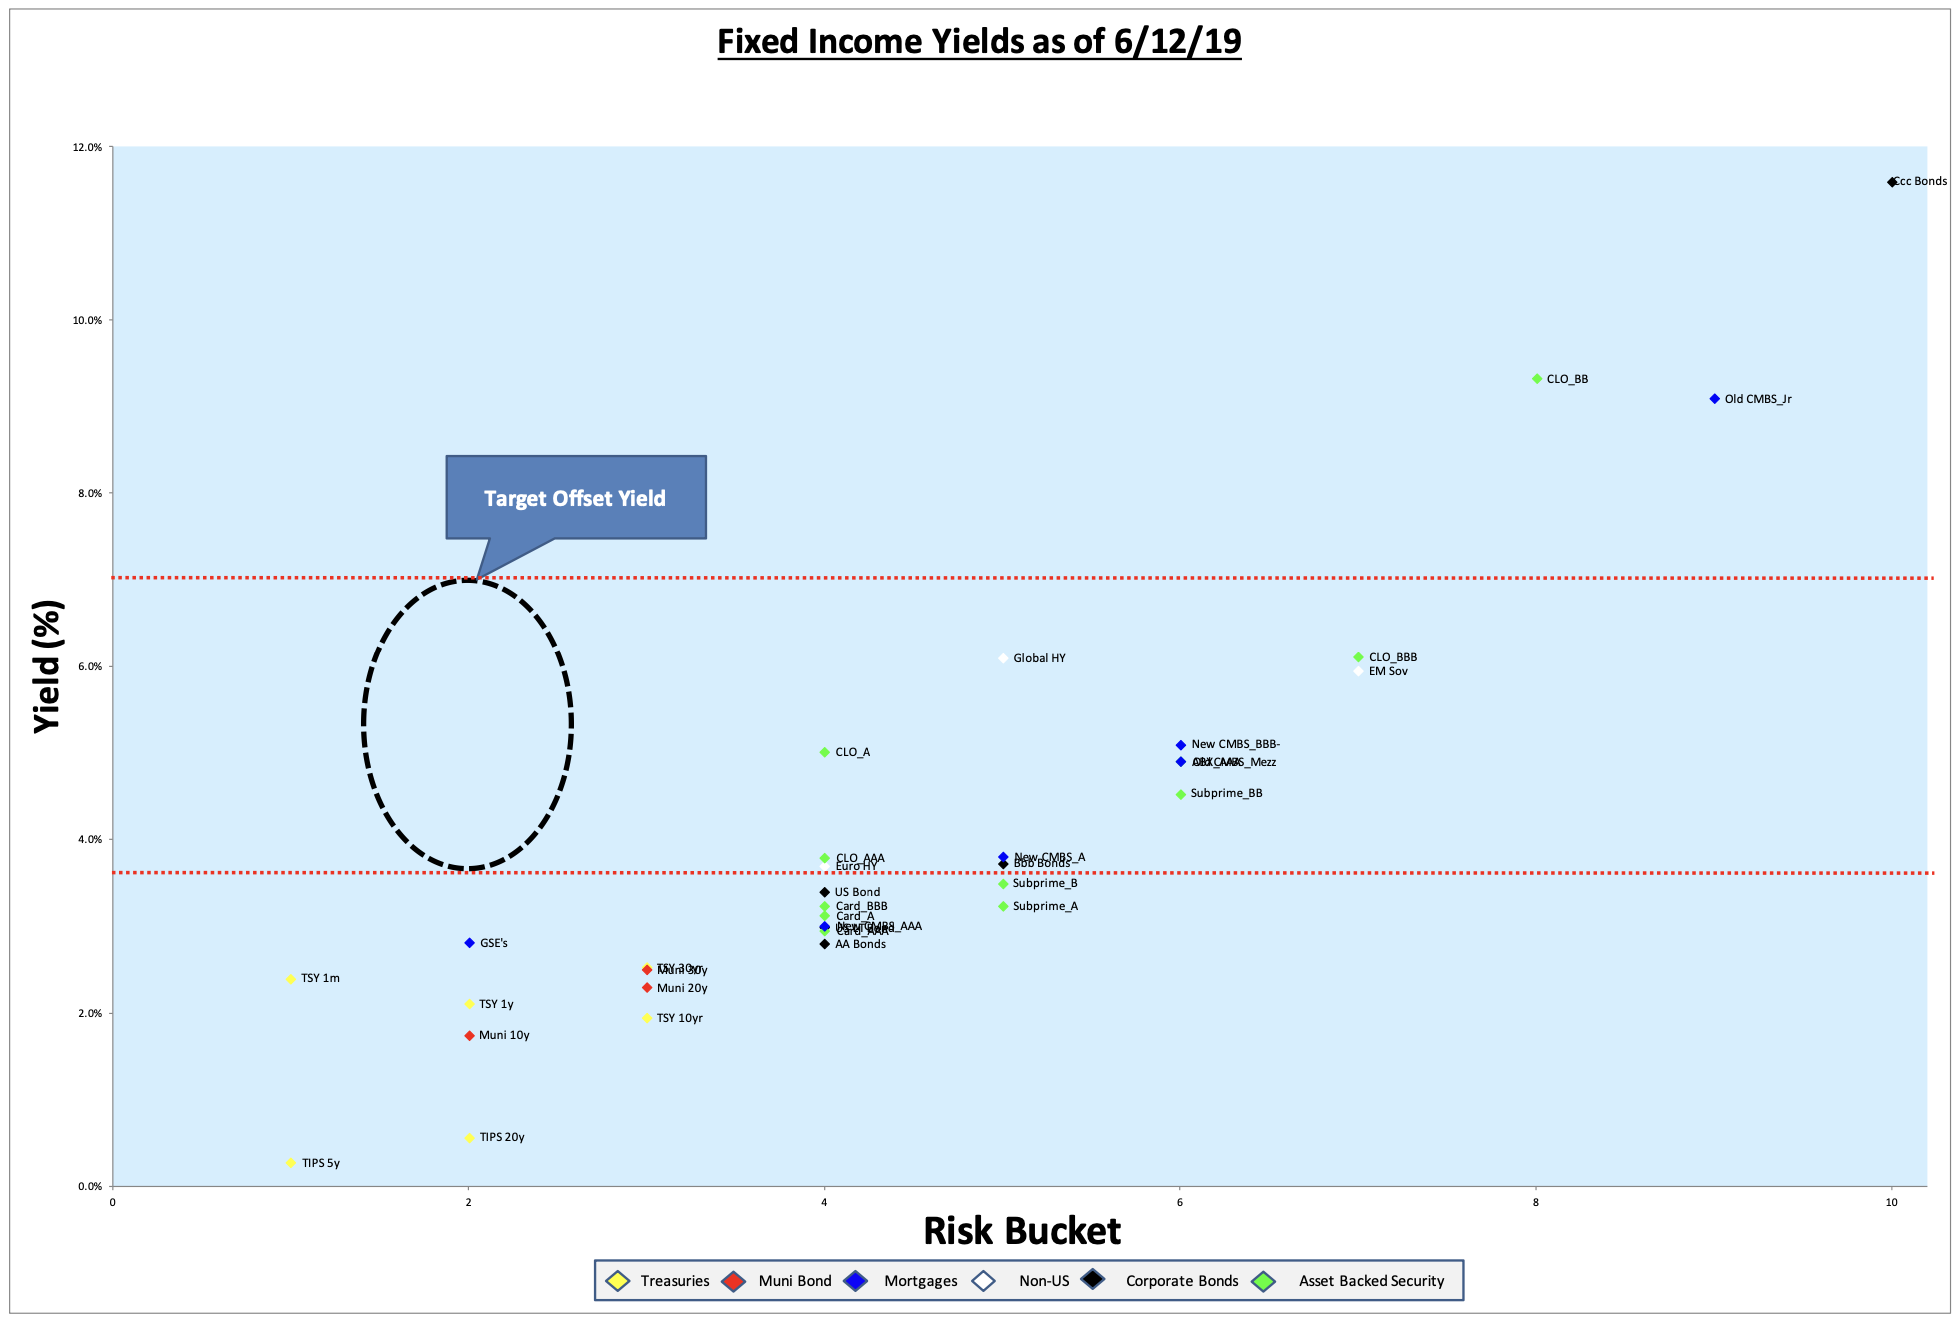 Fixed Income Yields as of 6/12/19
12.0%
Ccc Bonds
10.0%
CLO_BB
Old CMBS_Jr
8.0%
Target Offset Yield
Yield (%)
6.0%
Global HY
CLO_BBB
EM Sov
CLO_A
New CMBS_BBB-
Old CMBS_Mezz
Subprime_BB
4.0%
CLO_AAA
New CMBS_A
Euro HY
Bbb Bonds
Subprime_B
US Bond
Card_BBB
Subprime_A
Card_A
New CMBS_AAA
Card_AAA
AA Bonds
GSE's
TSY 30yr
Muni 30y
TSY 1m
Muni 20y
TSY 1y
2.0%
TSY 10yr
Muni 10y
TIPS 20y
TIPS 5y
0.0%
0
2
4
6
8
10
Risk Bucket
Treasuries
Muni Bond
Mortgages
Non-US
Corporate Bonds
Asset Backed Security